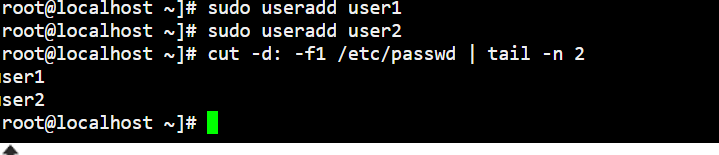 root@localhost ~]# sudo useradd user1
root@localhost ~]# sudo useradd user2
root@localhost ~]# cut -d: -f1 /etc/passwd | tail -n 2
user1
user2
root@localhost ~]#